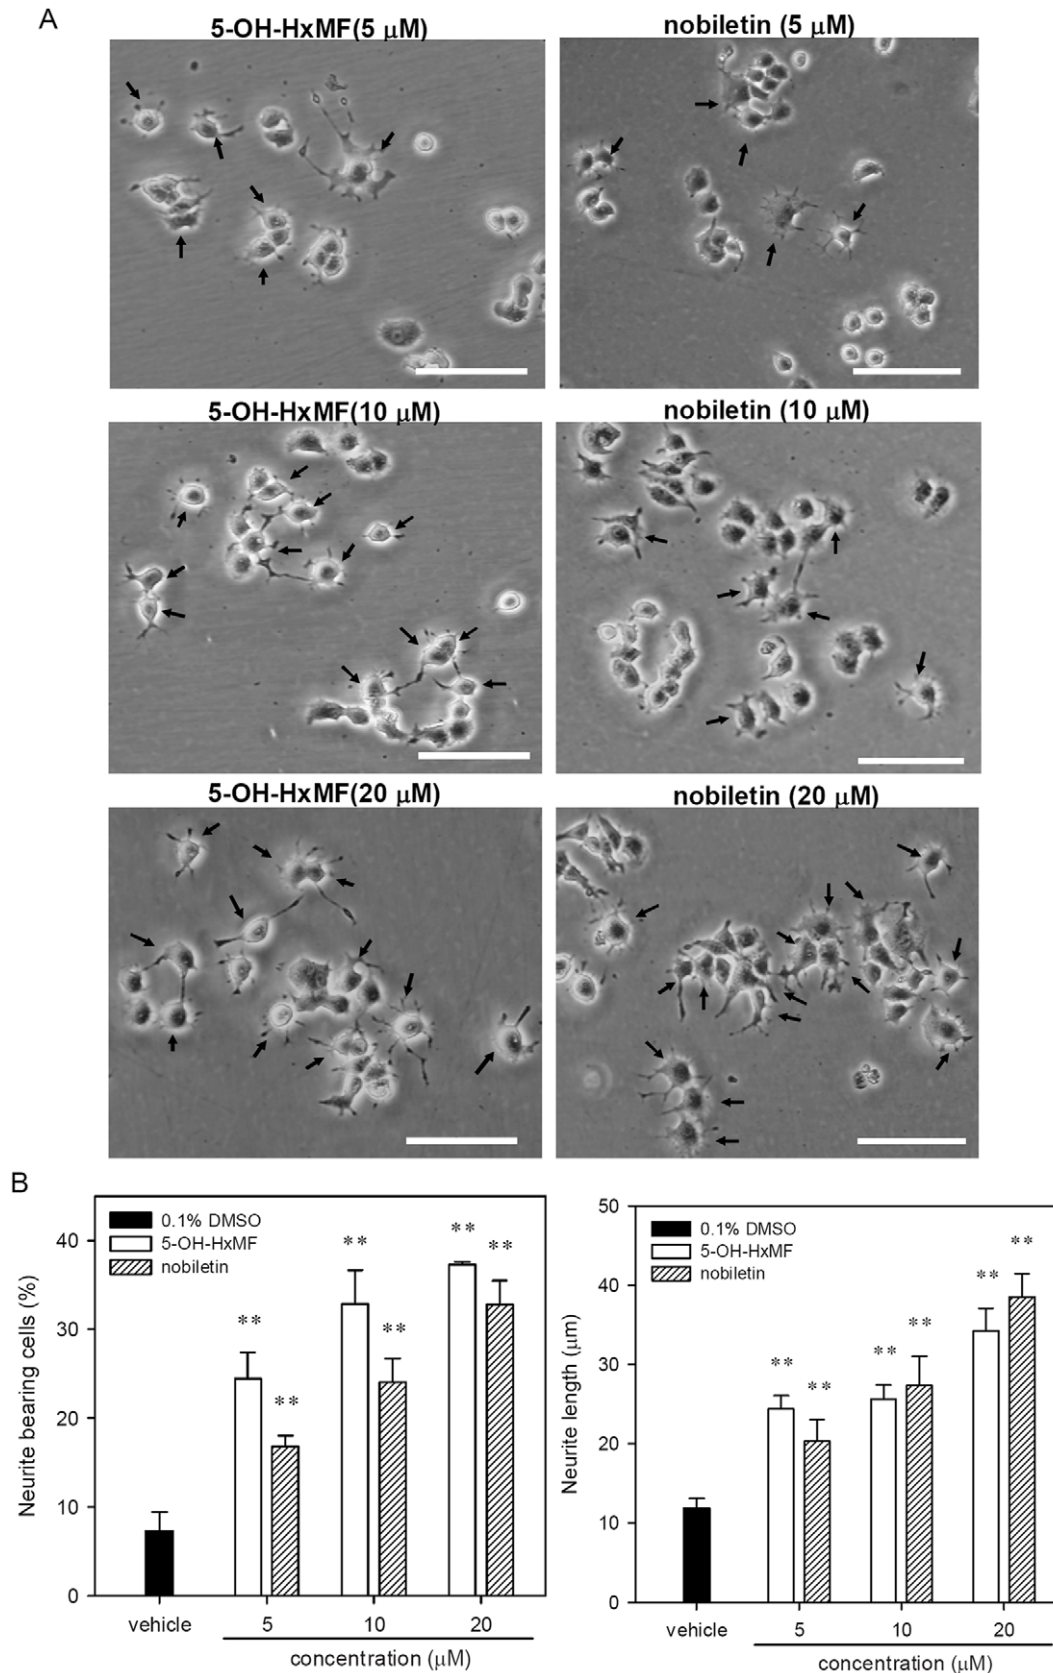 A
5-OH-HxMF(5 μM)
nobiletin (5 μM)
5-OH-HxMF(10 μM)
nobiletin (10 μM)
5-OH-HxMF(20 μM)
nobiletin (20 μM)
B
Neurite bearing cells (%)
40
30
20
10
0
0.1% DMSO
5-OH-HxMF
nobiletin
**
**
**
**
**
**
vehicle
5
10
20
concentration (μM)
Neurite length (μm)
50
40
30
20
10
0
0.1% DMSO
5-OH-HxMF
nobiletin
**
**
**
**
**
**
vehicle
5
10
20
concentration (μM)